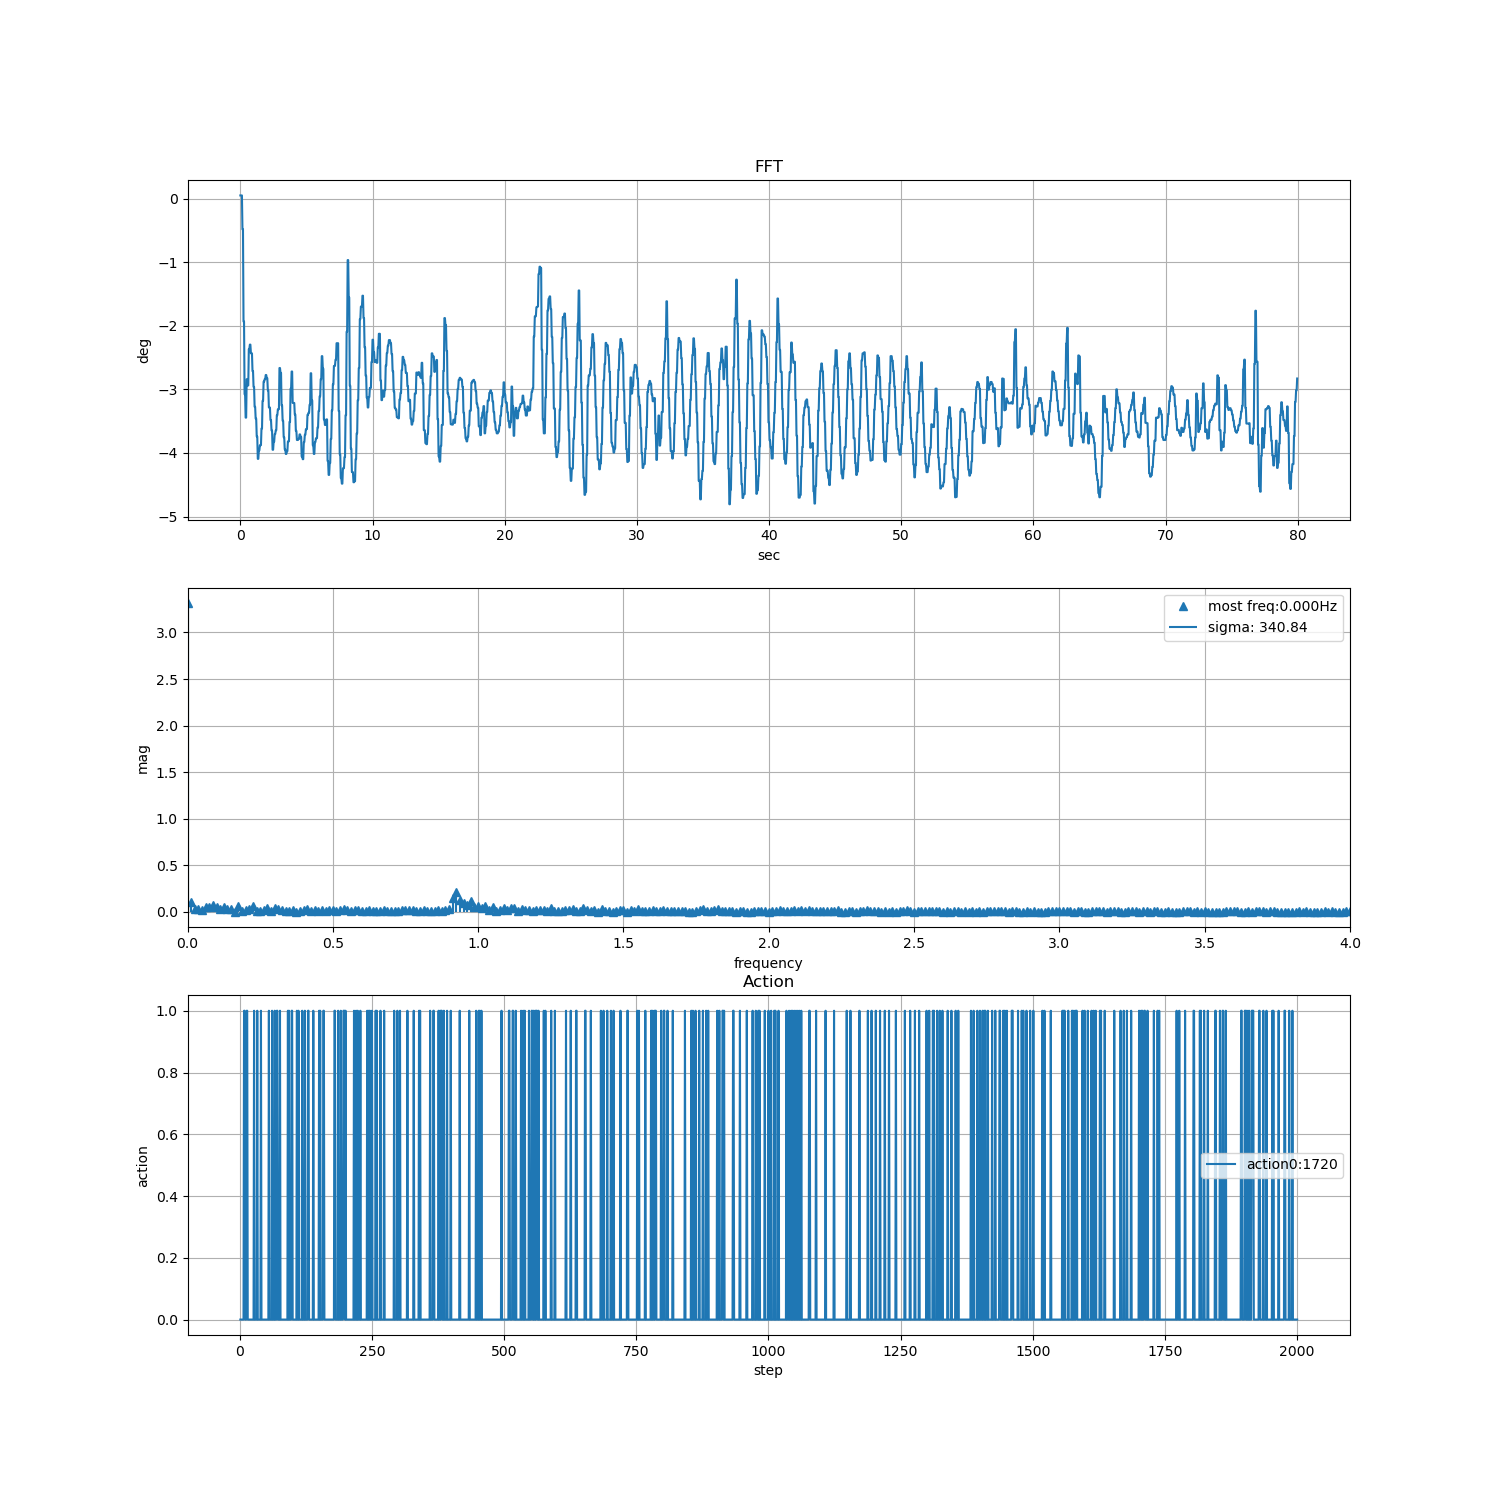 FFT
0
−1
−2
−3
−4
−5
deg
0 10 20 30 40 50 60 70 80
sec
most freq:0.000Hz
sigma: 340.84
3.0
2.5
2.0
1.5
1.0
0.5
0.0
mag
0.0 0.5 1.0 1.5 2.0 2.5 3.0 3.5 4.0
frequency
Action
1.0
0.8
0.6
0.4
0.2
0.0
action
action0:1720
0 250 500 750 1000 1250 1500 1750 2000
step